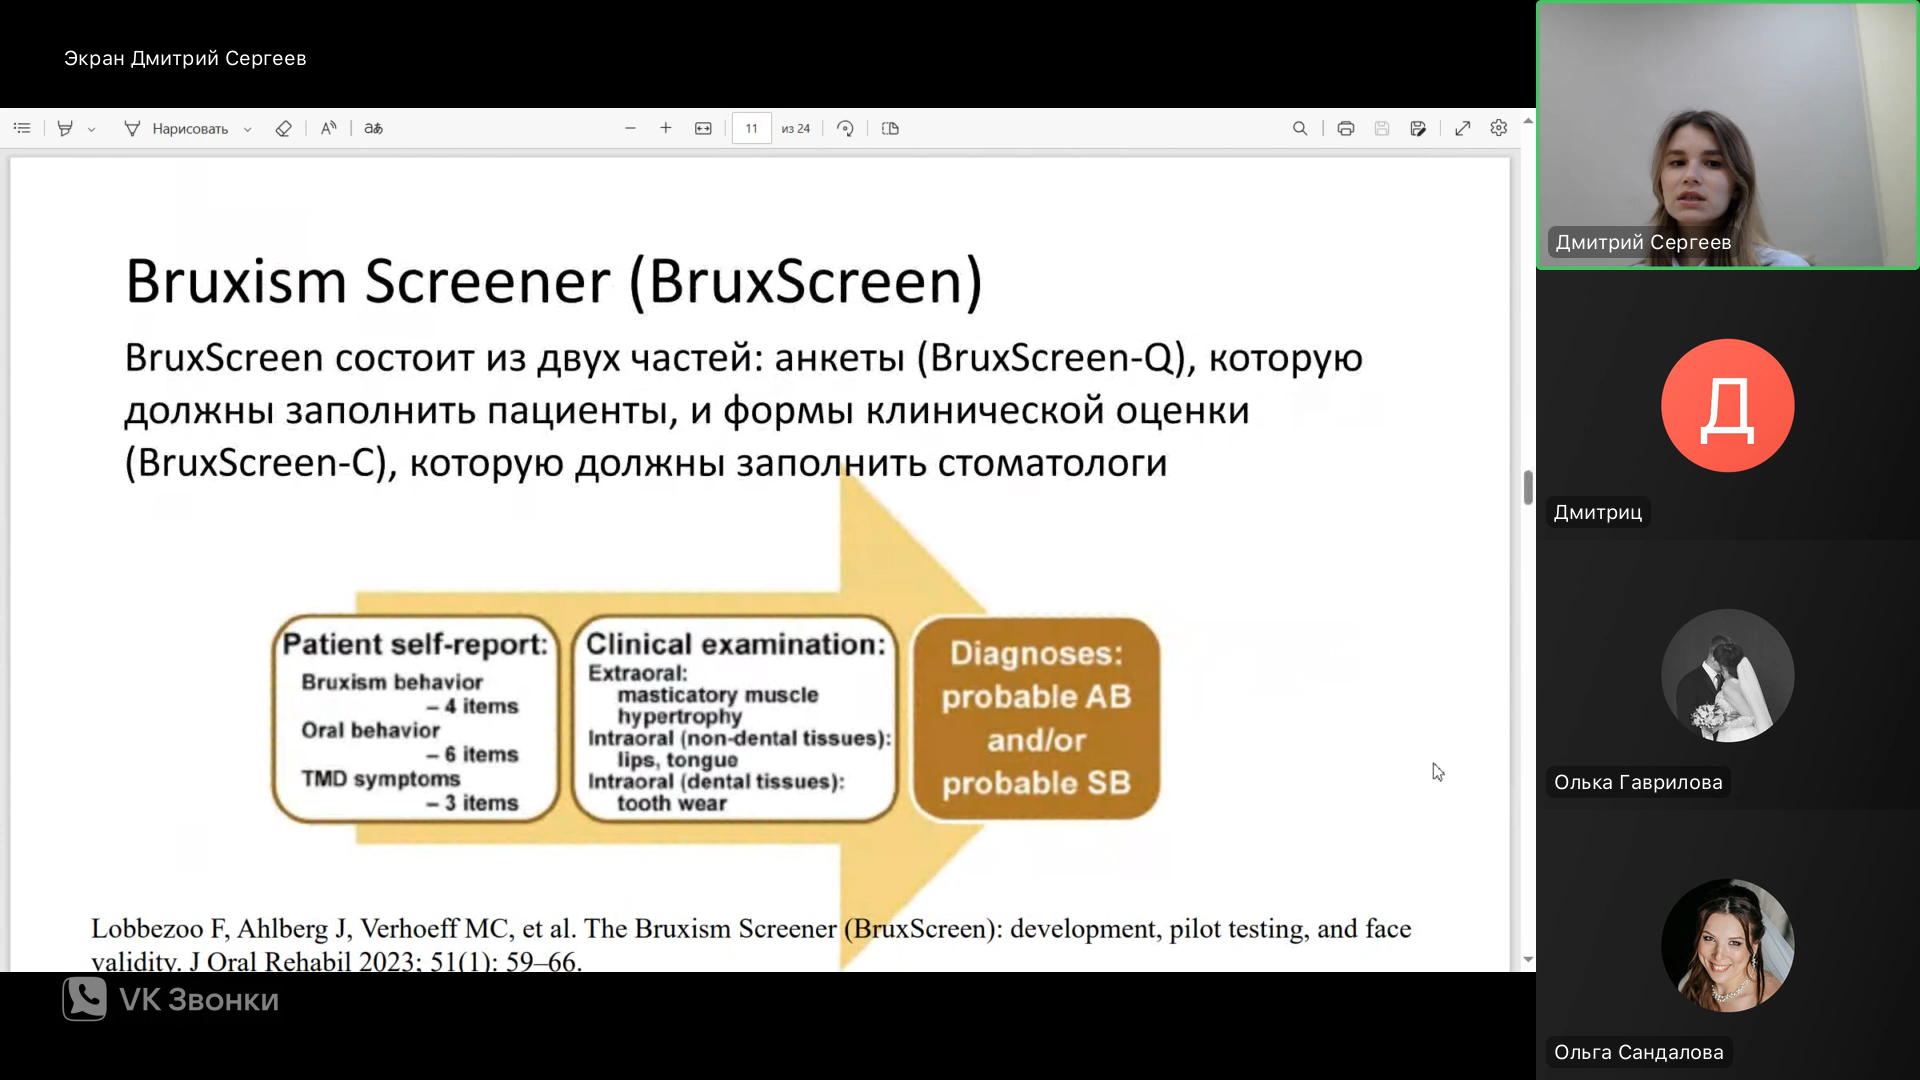 Экран Дмитрий Сергеев
Нарисовать
11 из 24
Bruxism Screener (BruxScreen)
BruxScreen состоит из двух частей: анкеты (BruxScreen-Q), которую
должны заполнить пациенты, и формы клинической оценки
(BruxScreen-C), которую должны заполнить стоматологи
Patient self-report:
Bruxism behavior
– 4 items
Oral behavior
– 6 items
TMD symptoms
– 3 items
Clinical examination:
Extraoral:
masticatory muscle
hypertrophy
Intraoral (non-dental tissues):
lips, tongue
Intraoral (dental tissues):
tooth wear
Diagnoses:
probable AB
and/or
probable SB
Lobbezoo F, Ahlberg J, Verhoeff MC, et al. The Bruxism Screener (BruxScreen): development, pilot testing, and face
validity. J Oral Rehabil 2023; 51(1): 59–66.
VK Звонки
Дмитрий Сергеев
Д
Дмитриц
Олька Гаврилова
Ольга Сандалова